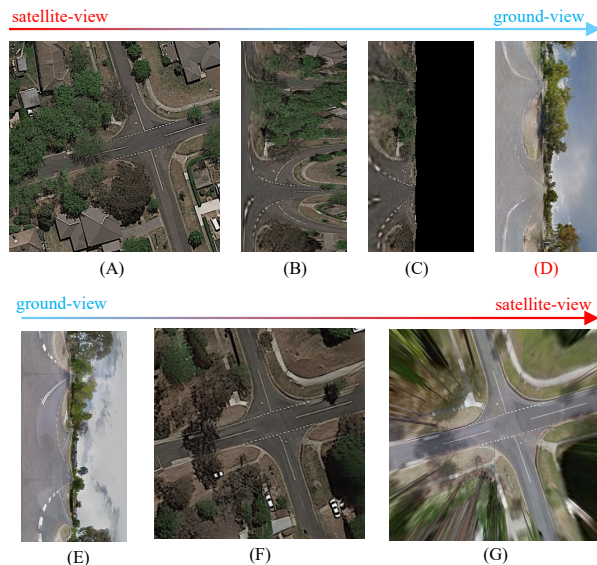 satellite-view
ground-view
(A)
(B)
(C)
(D)
ground-view
satellite-view
(E)
(F)
(G)